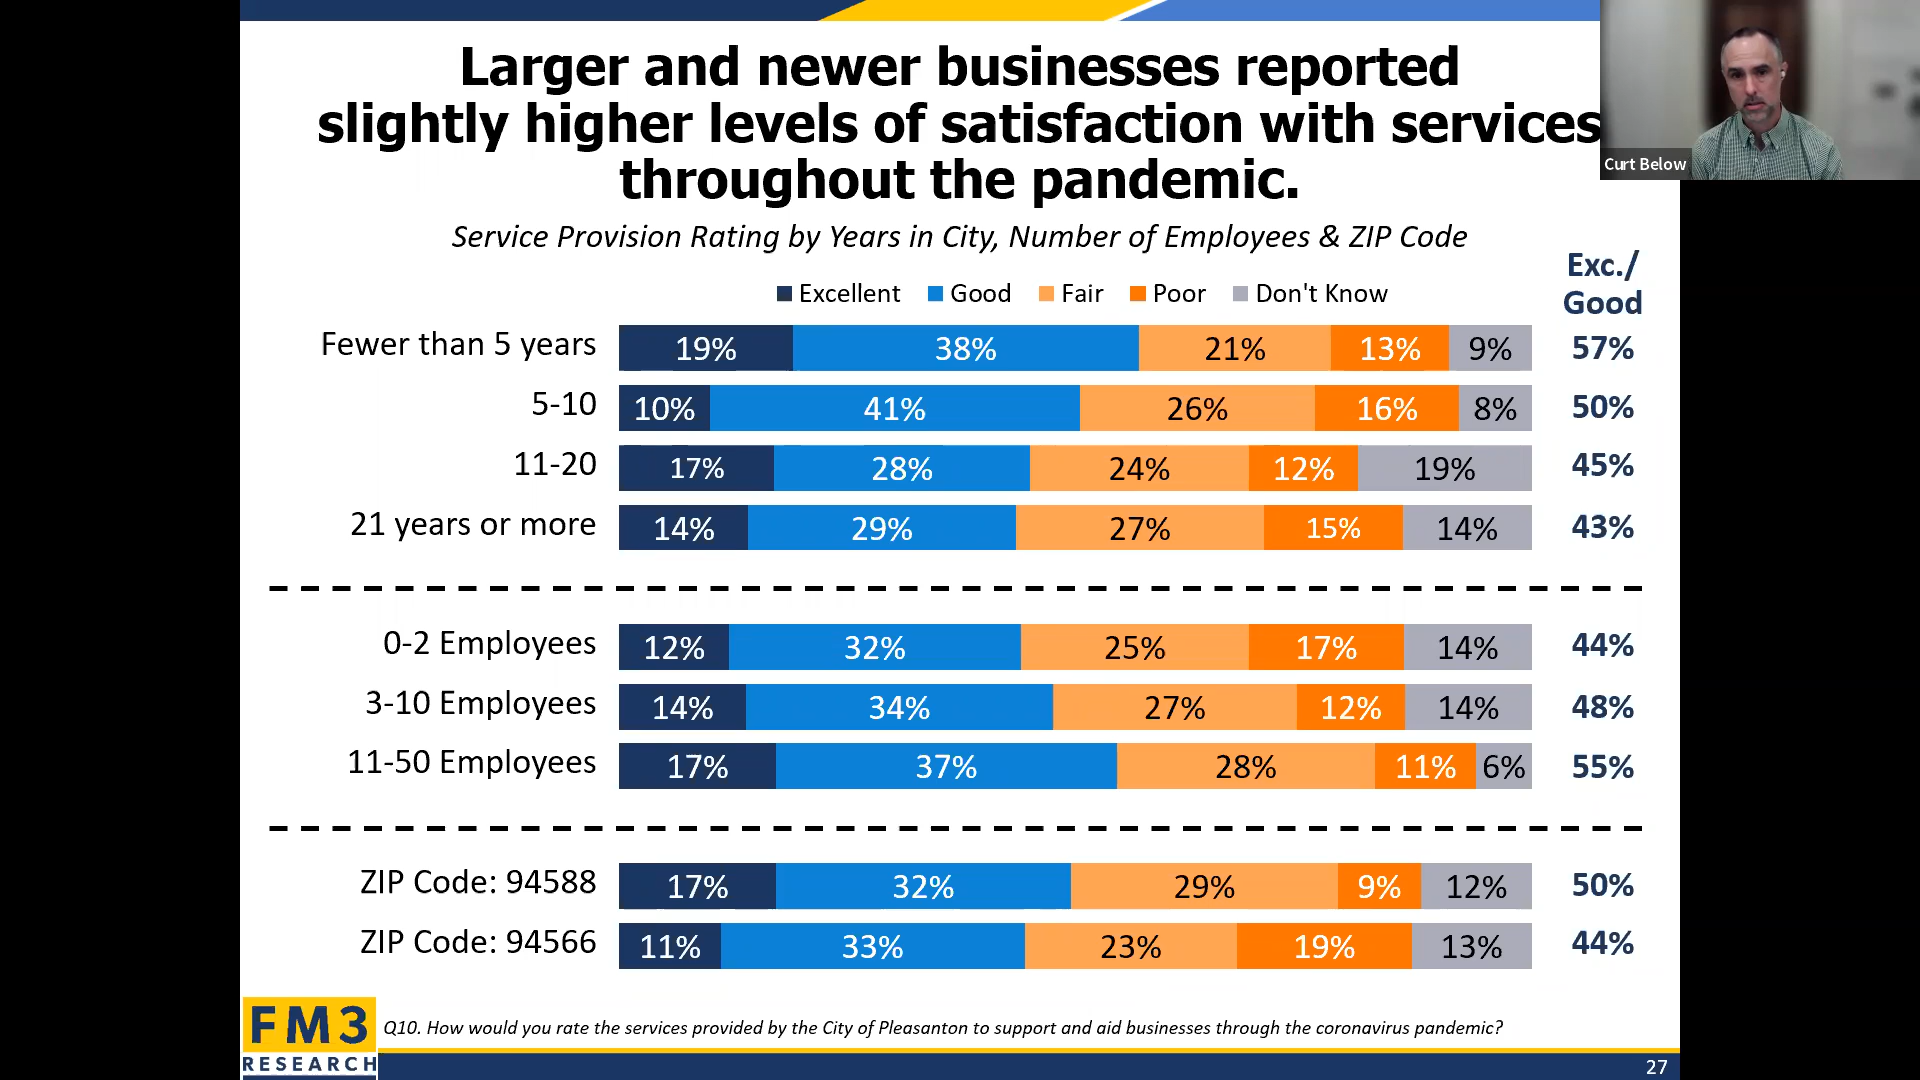 Larger and newer businesses reported
slightly higher levels of satisfaction with services
throughout the pandemic.
Curt Below
Service Provision Rating by Years in City, Number of Employees & ZIP Code
Exc./
Good
Excellent Good Fair Poor Don't Know
Fewer than 5 years 19% 38% 21% 13% 9% 57%
5-10 10% 41% 26% 16% 8% 50%
11-20 17% 28% 24% 12% 19% 45%
21 years or more 14% 29% 27% 15% 14% 43%
0-2 Employees 12% 32% 25% 17% 14% 44%
3-10 Employees 14% 34% 27% 12% 14% 48%
11-50 Employees 17% 37% 28% 11% 6% 55%
ZIP Code: 94588 17% 32% 29% 9% 12% 50%
ZIP Code: 94566 11% 33% 23% 19% 13% 44%
FM3
RESEARCH
Q10. How would you rate the services provided by the City of Pleasanton to support and aid businesses through the coronavirus pandemic?
27